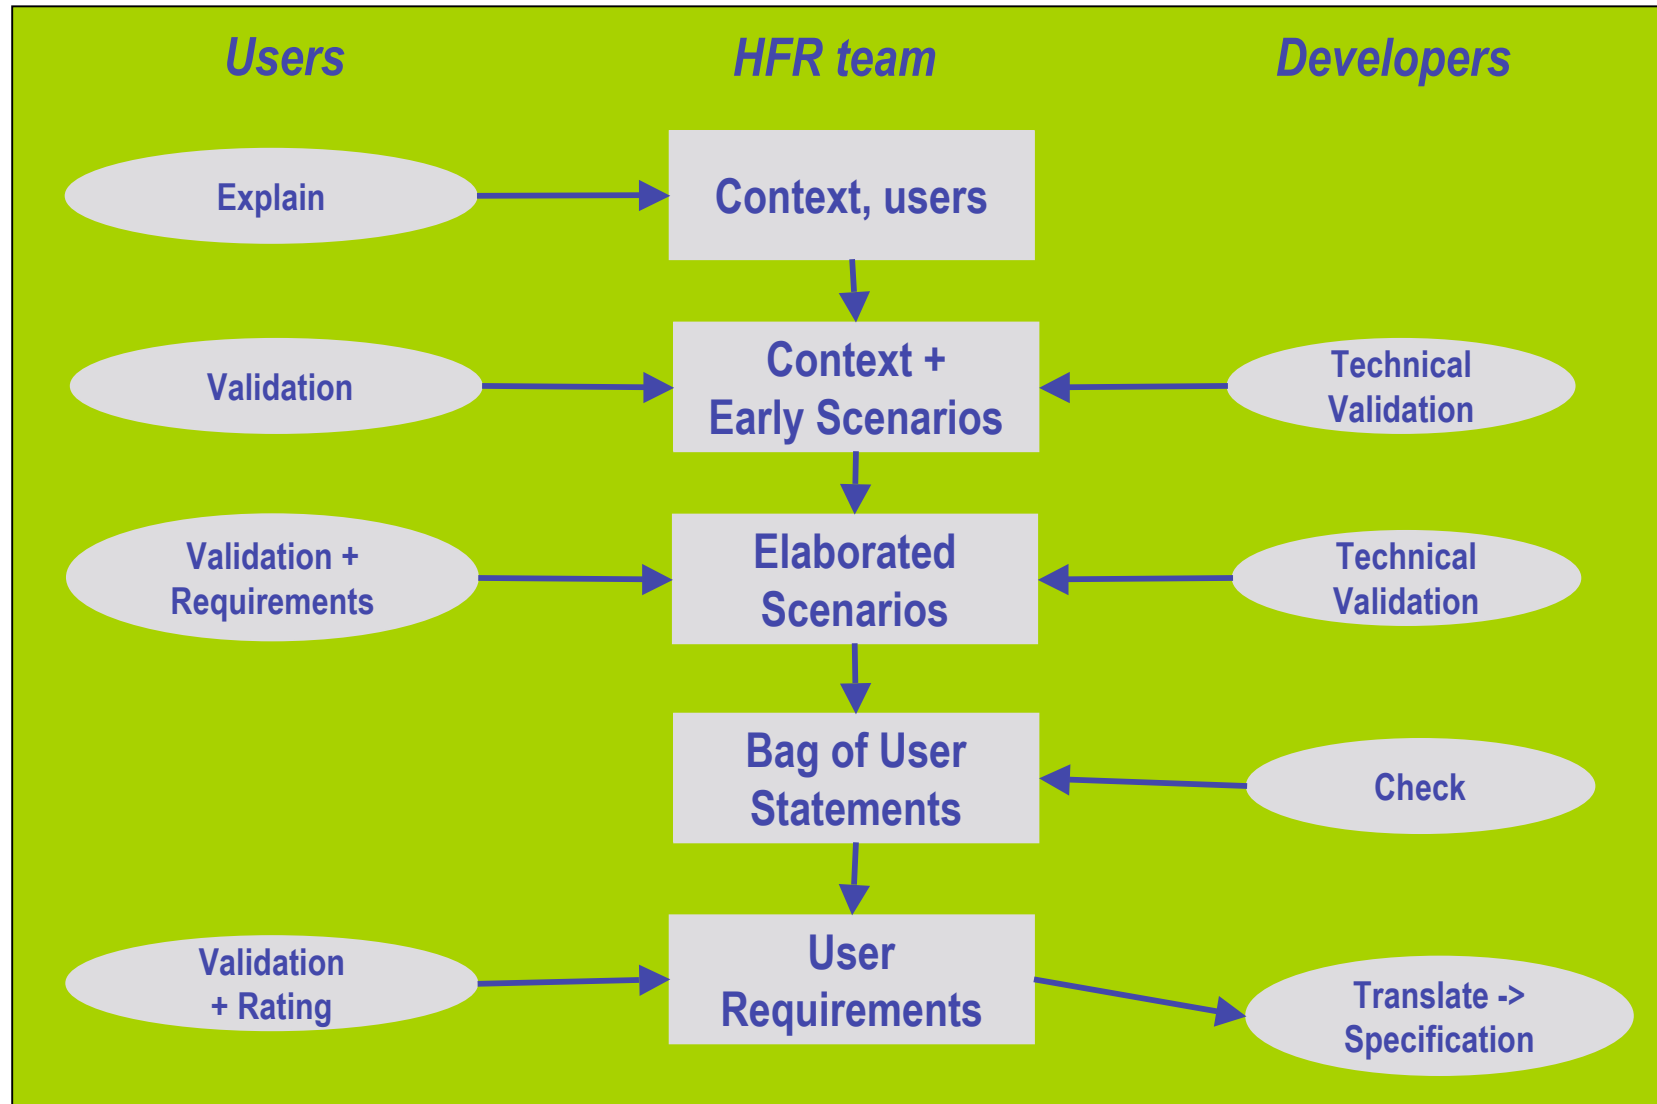 Users
HFR team
Developers
Explain
Context, users
Validation
Context +
Early Scenarios
Technical
Validation
Validation +
Requirements
Elaborated
Scenarios
Technical
Validation
Bag of User
Statements
Check
Validation
+ Rating
User
Requirements
Translate ->
Specification